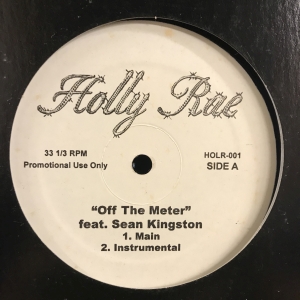 Holly Rae
33 1/3 RPM
Promotional Use Only
HOLR-001
SIDE A
“Off The Meter”
feat. Sean Kingston
1. Main
2. Instrumental